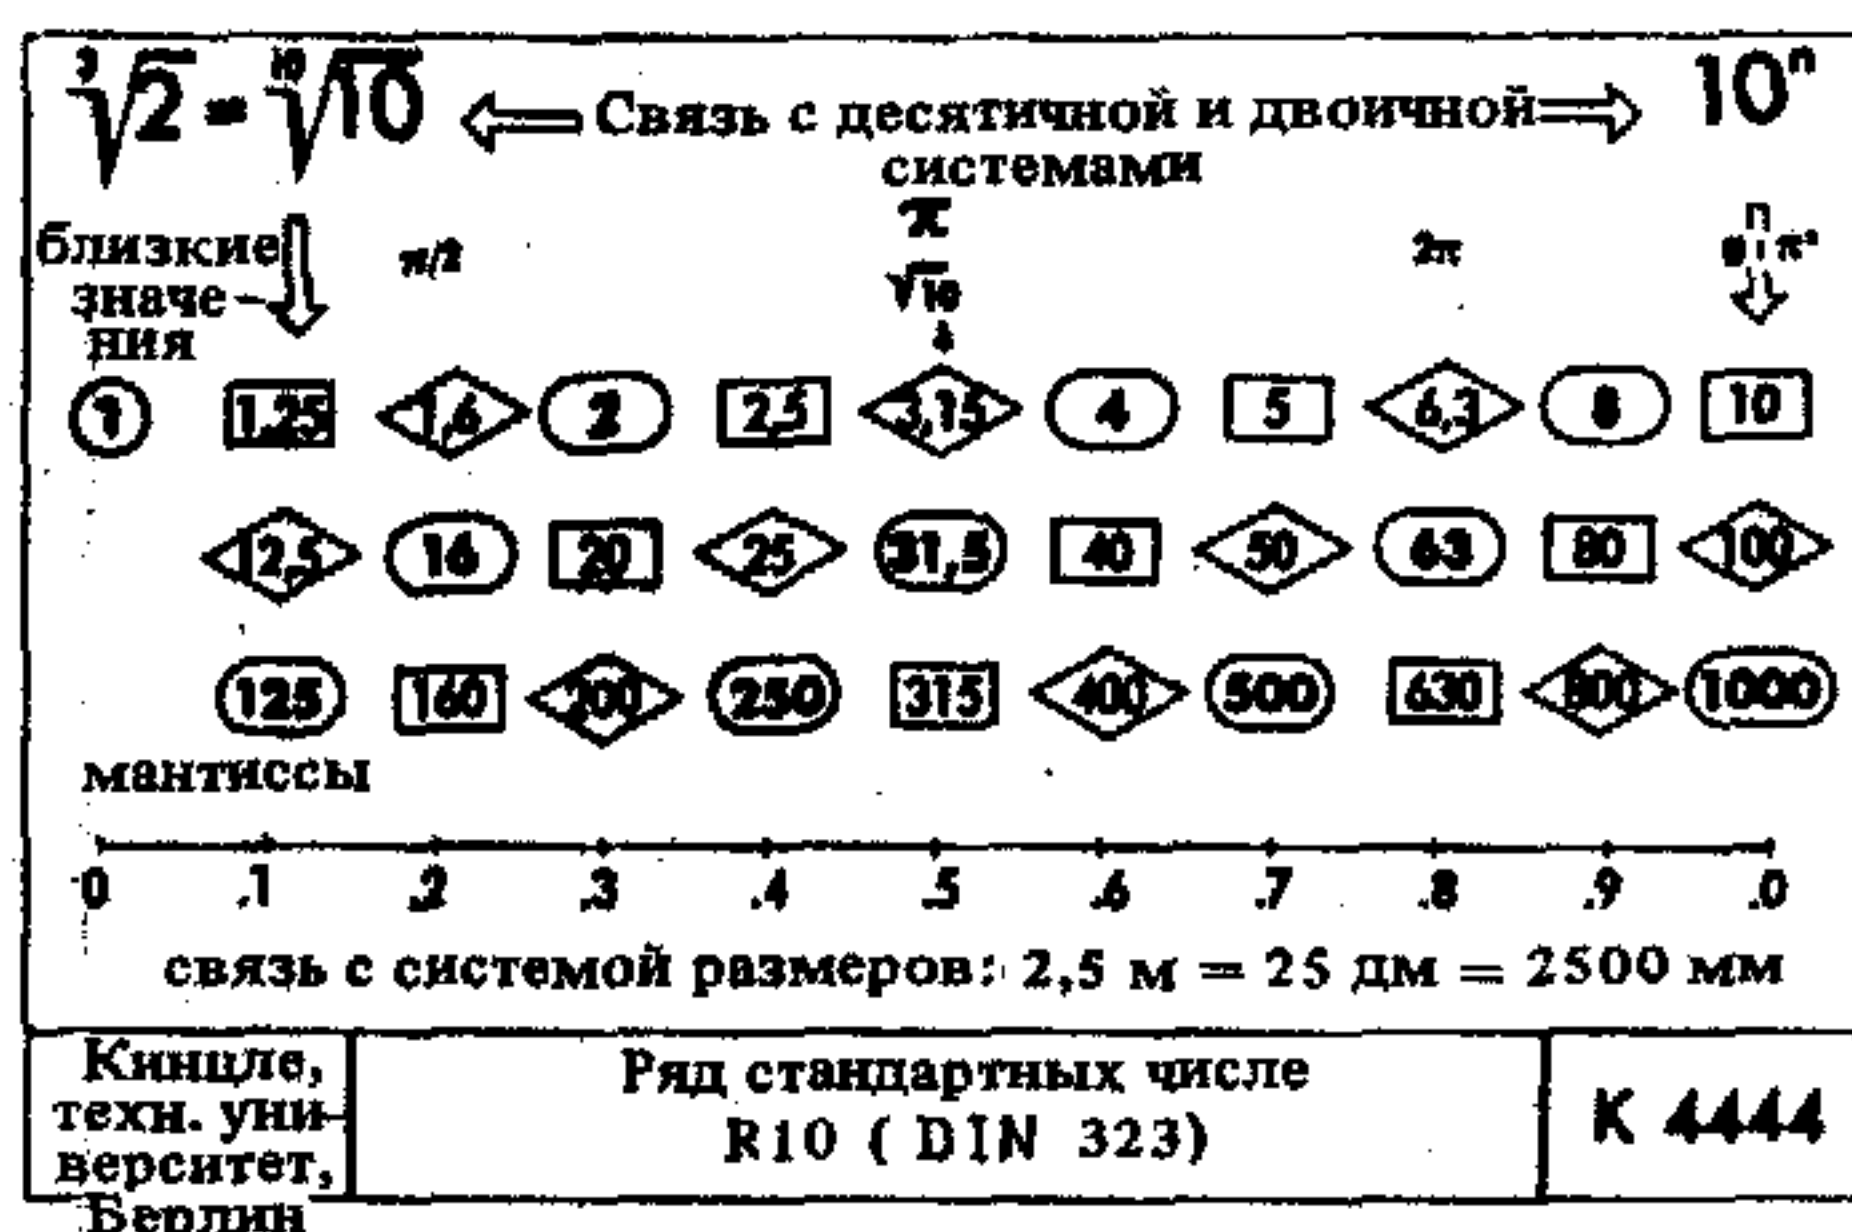 ³√2 = ¹⁰√10 ⇐ Связь с десятичной и двоичной ⇒ 10ⁿ
системами
близкие
значе-
ния
π/2
π
√10
2π
π²
1 1,25 1,6 2 2,5 3,15 4 5 6,3 8 10
12,5 16 20 25 31,5 40 50 63 80 100
125 160 200 250 315 400 500 630 800 1000
мантиссы
0 .1 .2 .3 .4 .5 .6 .7 .8 .9 .0
связь с системой размеров: 2,5 м = 25 дм = 2500 мм
Кинцле,
техн. уни-
верситет,
Берлин
Ряд стандартных числе
R10 ( DIN 323)
К 4444